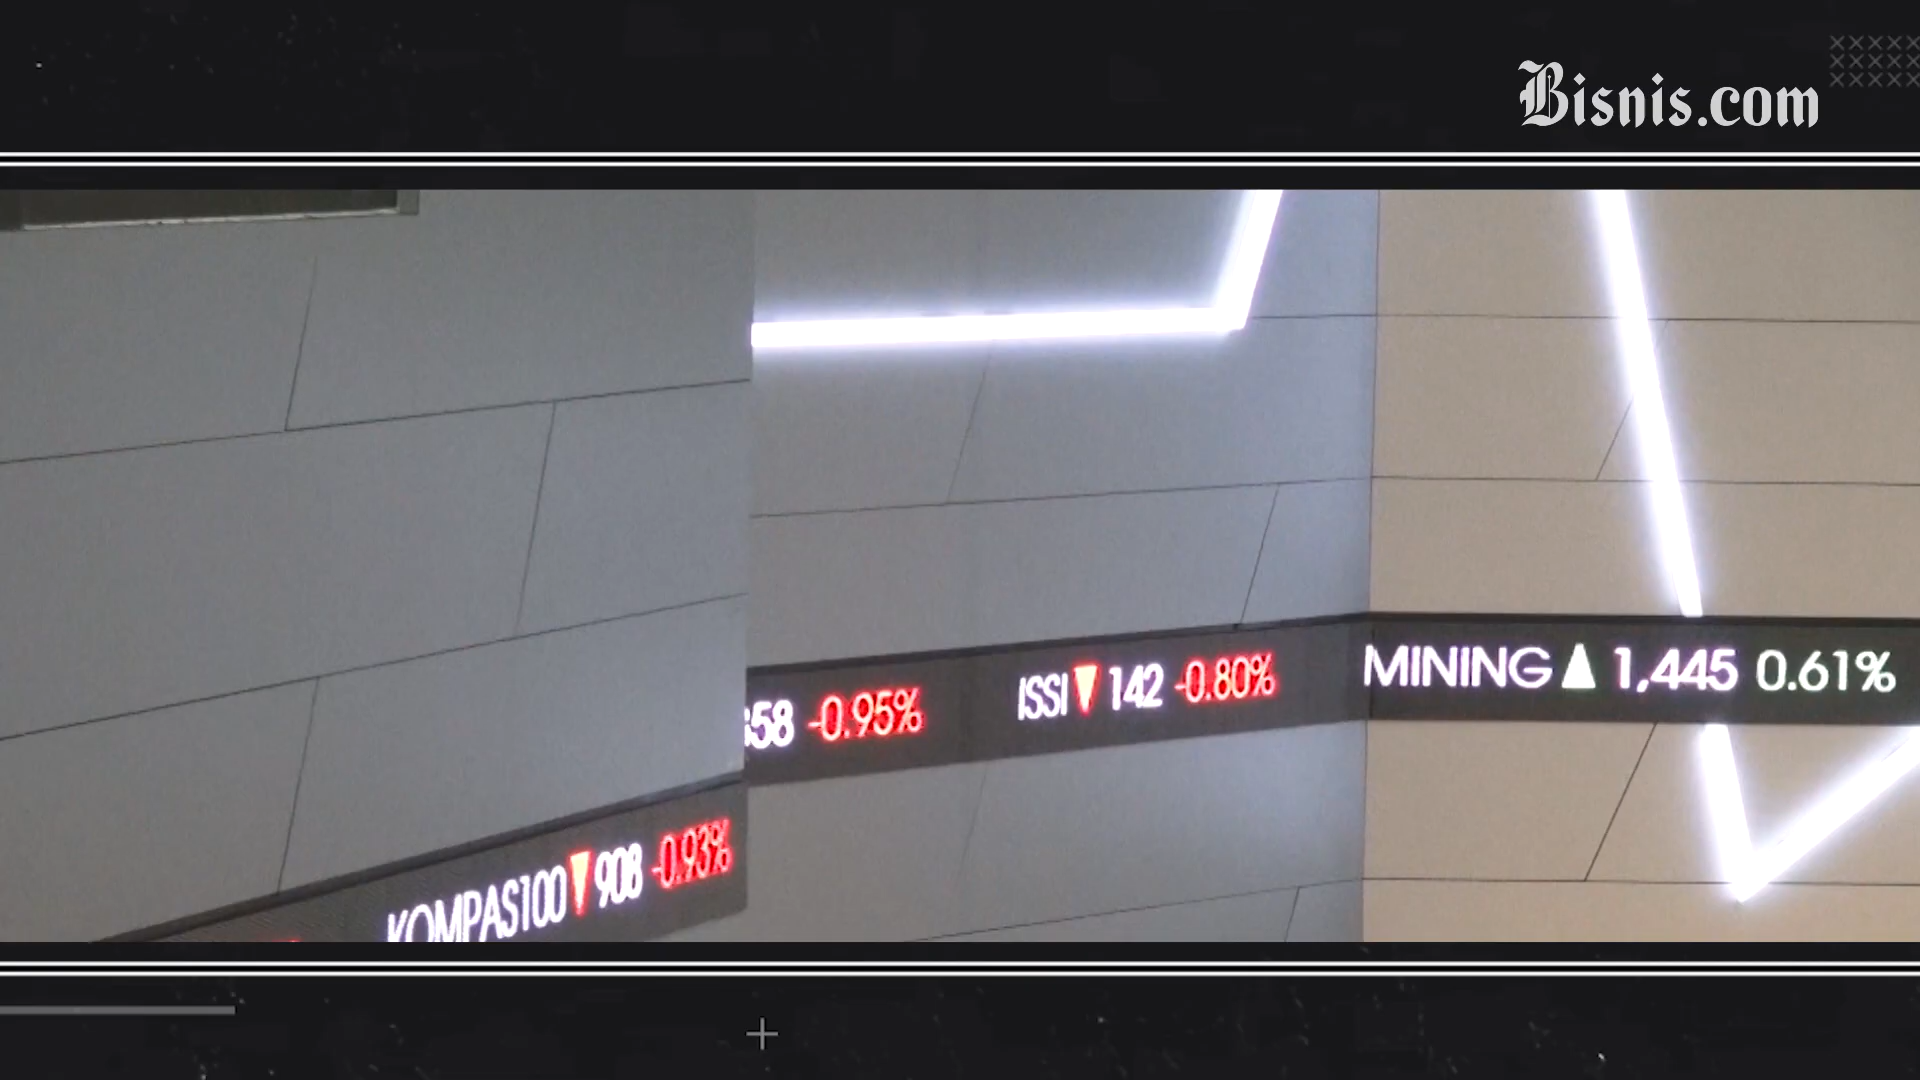 Bisnis.com
KOMPAS100▼908 -0.93%
58 -0.95%
ISSI▼142 -0.80%
MINING▲1,445 0.61%